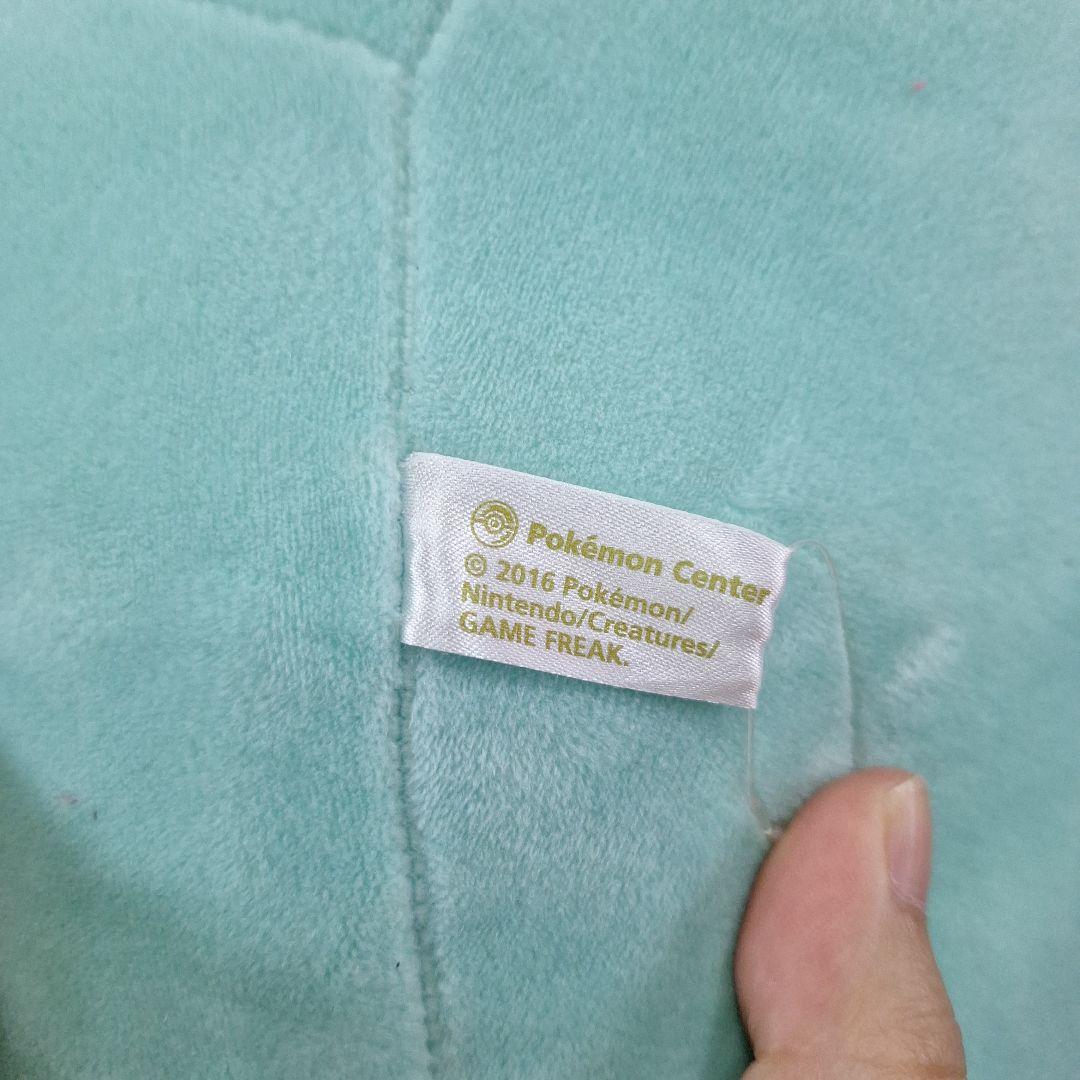 Pokémon Center
© 2016 Pokémon/
Nintendo/Creatures/
GAME FREAK.